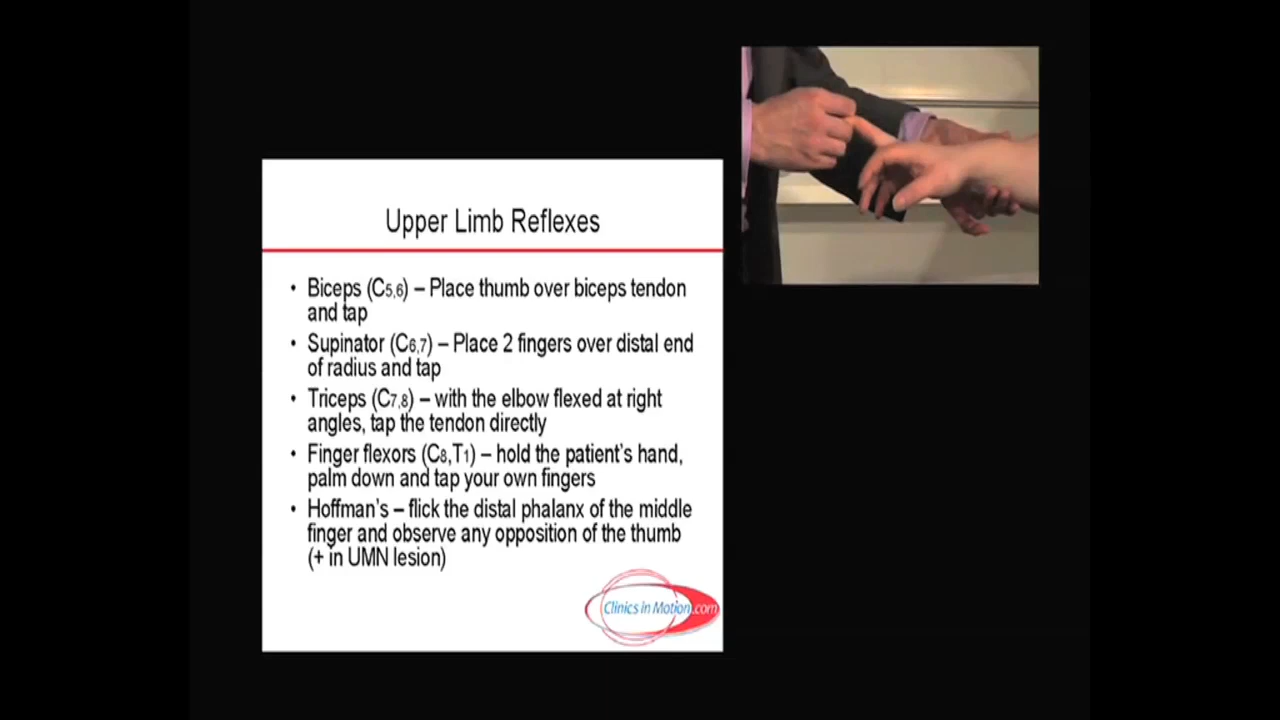 Upper Limb Reflexes
• Biceps (C5,6) – Place thumb over biceps tendon
and tap
• Supinator (C6,7) – Place 2 fingers over distal end
of radius and tap
• Triceps (C7,8) – with the elbow flexed at right
angles, tap the tendon directly
• Finger flexors (C8,T1) – hold the patient's hand,
palm down and tap your own fingers
• Hoffman's – flick the distal phalanx of the middle
finger and observe any opposition of the thumb
(+ in UMN lesion)
Clinics in Motion.com